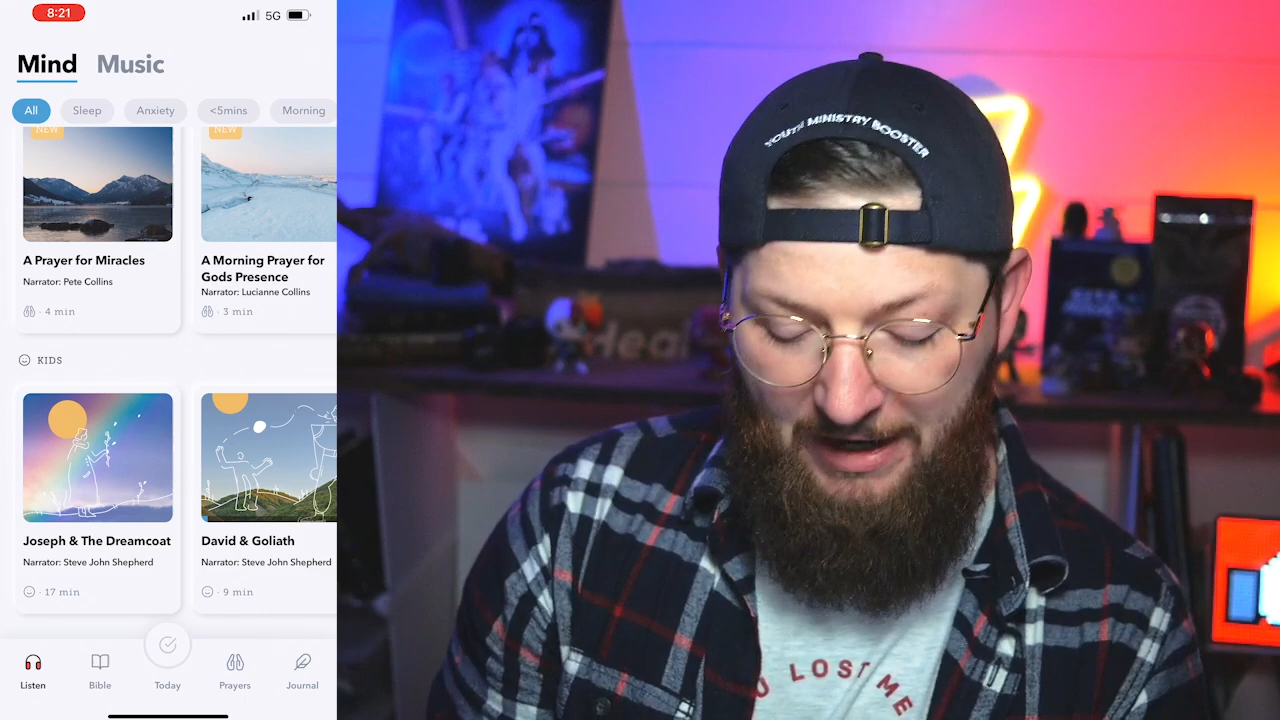 8:21
5G
Mind Music
All Sleep Anxiety <5mins Morning
NEW NEW
A Prayer for Miracles
Narrator: Pete Collins
4 min
A Morning Prayer for
Gods Presence
Narrator: Lucianne Collins
3 min
KIDS
Joseph & The Dreamcoat
Narrator: Steve John Shepherd
17 min
David & Goliath
Narrator: Steve John Shepherd
9 min
Listen Bible Today Prayers Journal
YOUTH MINISTRY BOOSTER
LOST ME